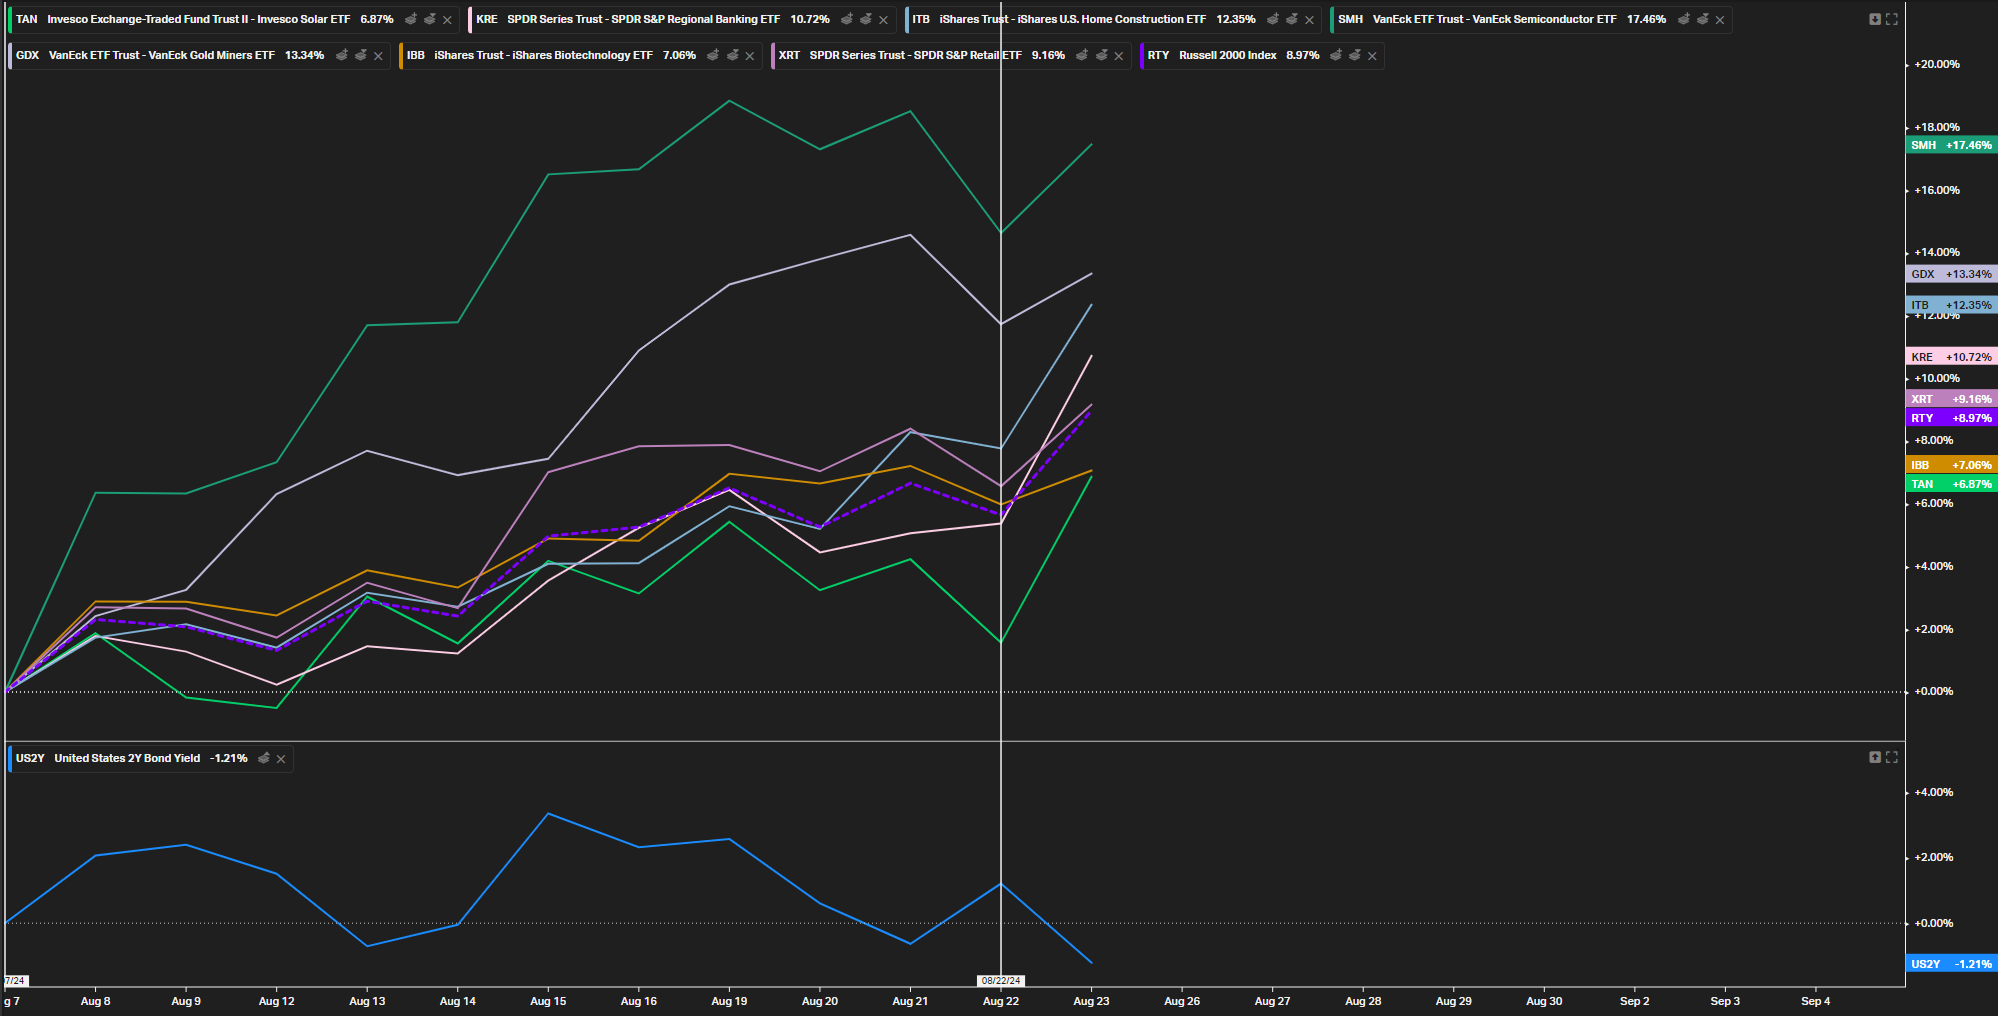 TAN Invesco Exchange-Traded Fund Trust II - Invesco Solar ETF 6.87% KRE SPDR Series Trust - SPDR S&P Regional Banking ETF 10.72% ITB iShares Trust - iShares U.S. Home Construction ETF 12.35% SMH VanEck ETF Trust - VanEck Semiconductor ETF 17.46%
GDX VanEck ETF Trust - VanEck Gold Miners ETF 13.34% IBB iShares Trust - iShares Biotechnology ETF 7.06% XRT SPDR Series Trust - SPDR S&P Retail ETF 9.16% RTY Russell 2000 Index 8.97%
+20.00%
+18.00%
SMH +17.46%
+16.00%
+14.00%
GDX +13.34%
ITB +12.35%
+12.00%
KRE +10.72%
+10.00%
XRT +9.16%
RTY +8.97%
+8.00%
IBB +7.06%
TAN +6.87%
+6.00%
+4.00%
+2.00%
+0.00%
US2Y United States 2Y Bond Yield -1.21%
+4.00%
+2.00%
+0.00%
US2Y -1.21%
7/24 08/22/24
g 7 Aug 8 Aug 9 Aug 12 Aug 13 Aug 14 Aug 15 Aug 16 Aug 19 Aug 20 Aug 21 Aug 22 Aug 23 Aug 26 Aug 27 Aug 28 Aug 29 Aug 30 Sep 2 Sep 3 Sep 4